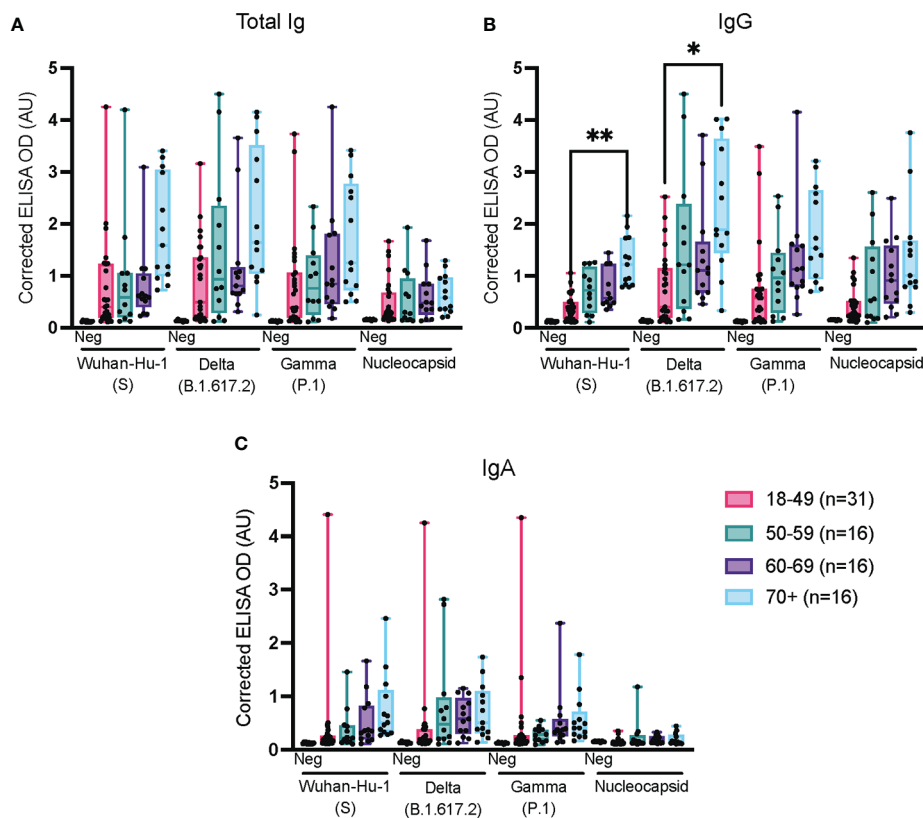 A
Total Ig
Corrected ELISA OD (AU)
5
4
3
2
1
0
Neg Neg Neg Neg
Wuhan-Hu-1 Delta Gamma Nucleocapsid
(S) (B.1.617.2) (P.1)
B
IgG
Corrected ELISA OD (AU)
5
4
3
2
1
0
**
*
Neg Neg Neg Neg
Wuhan-Hu-1 Delta Gamma Nucleocapsid
(S) (B.1.617.2) (P.1)
C
IgA
Corrected ELISA OD (AU)
5
4
3
2
1
0
Neg Neg Neg Neg
Wuhan-Hu-1 Delta Gamma Nucleocapsid
(S) (B.1.617.2) (P.1)
18-49 (n=31)
50-59 (n=16)
60-69 (n=16)
70+ (n=16)